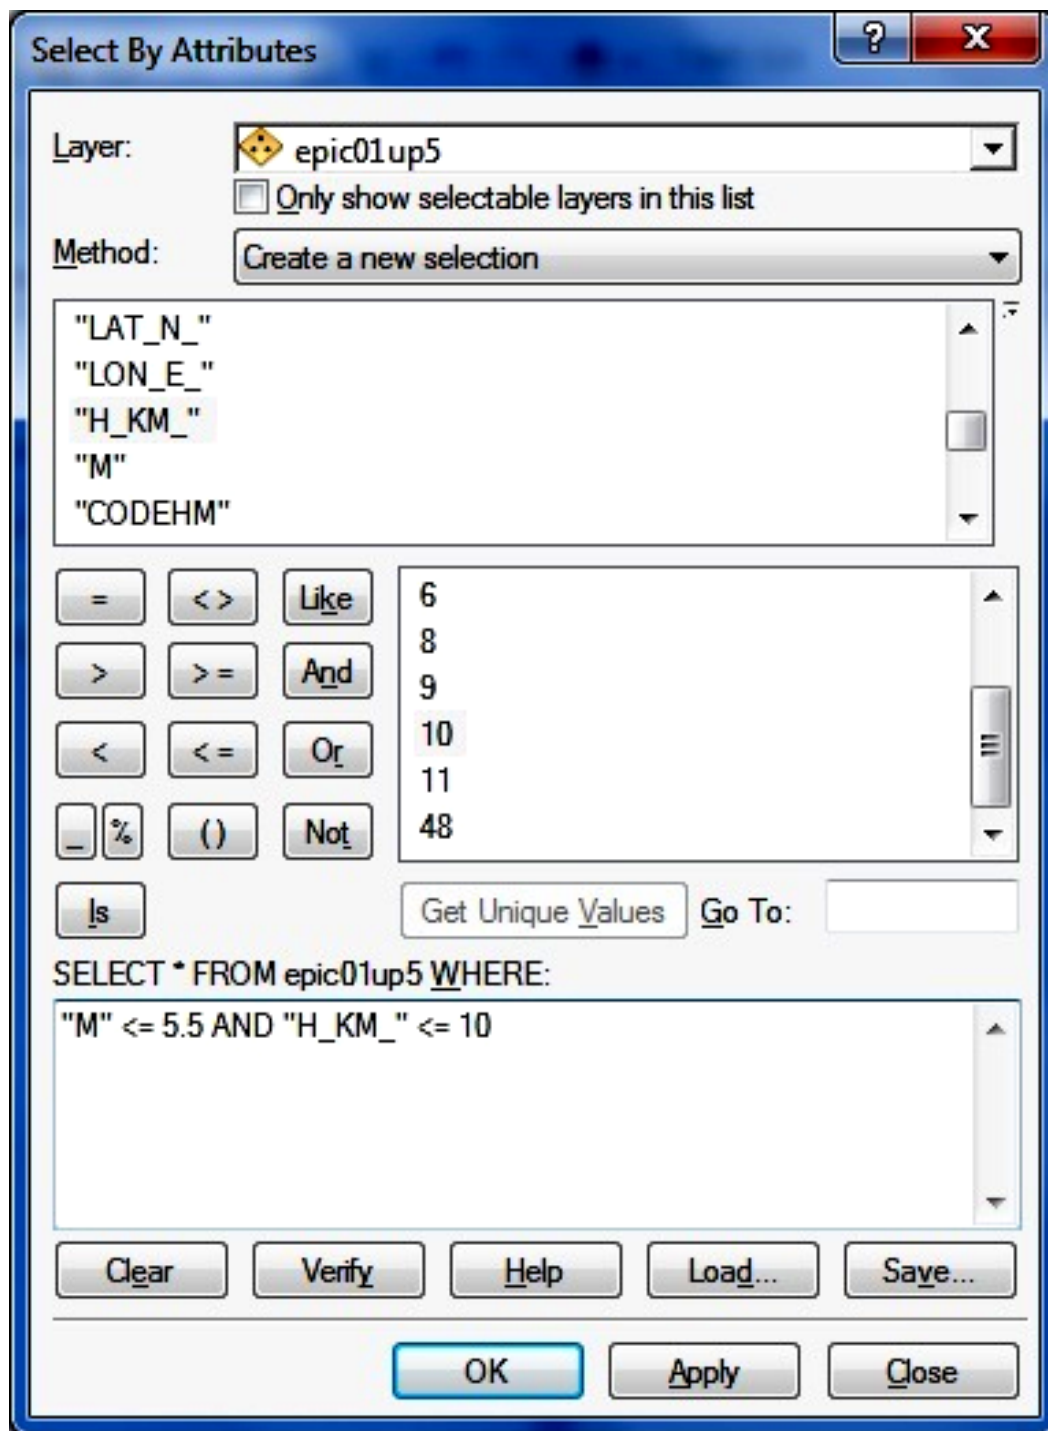 Select By Attributes
?
X
Layer:
epic01up5
Only show selectable layers in this list
Method:
Create a new selection
"LAT_N_"
"LON_E_"
"H_KM_"
"M"
"CODEHM"
= <> Like
> >= And
< <= Or
_ % () Not
Is
6
8
9
10
11
48
Get Unique Values Go To:
SELECT * FROM epic01up5 WHERE:
"M" <= 5.5 AND "H_KM_" <= 10
Clear Verify Help Load... Save...
OK Apply Close